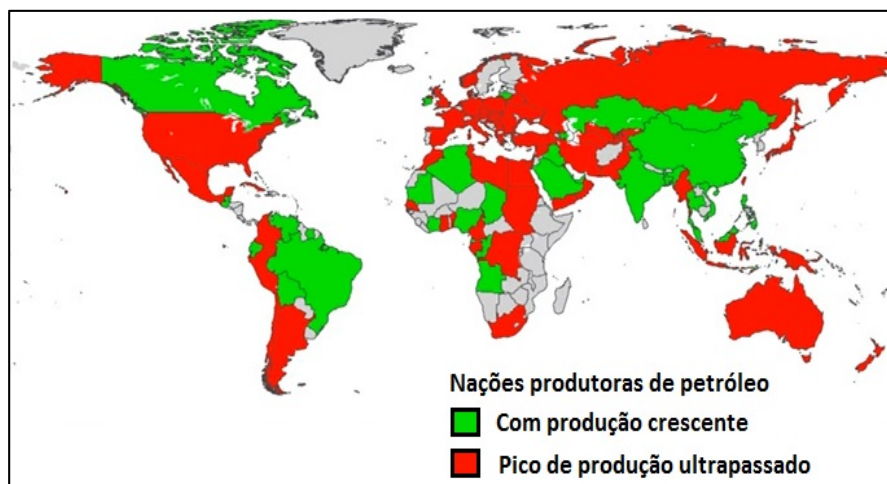 Nações produtoras de petróleo
Com produção crescente
Pico de produção ultrapassado